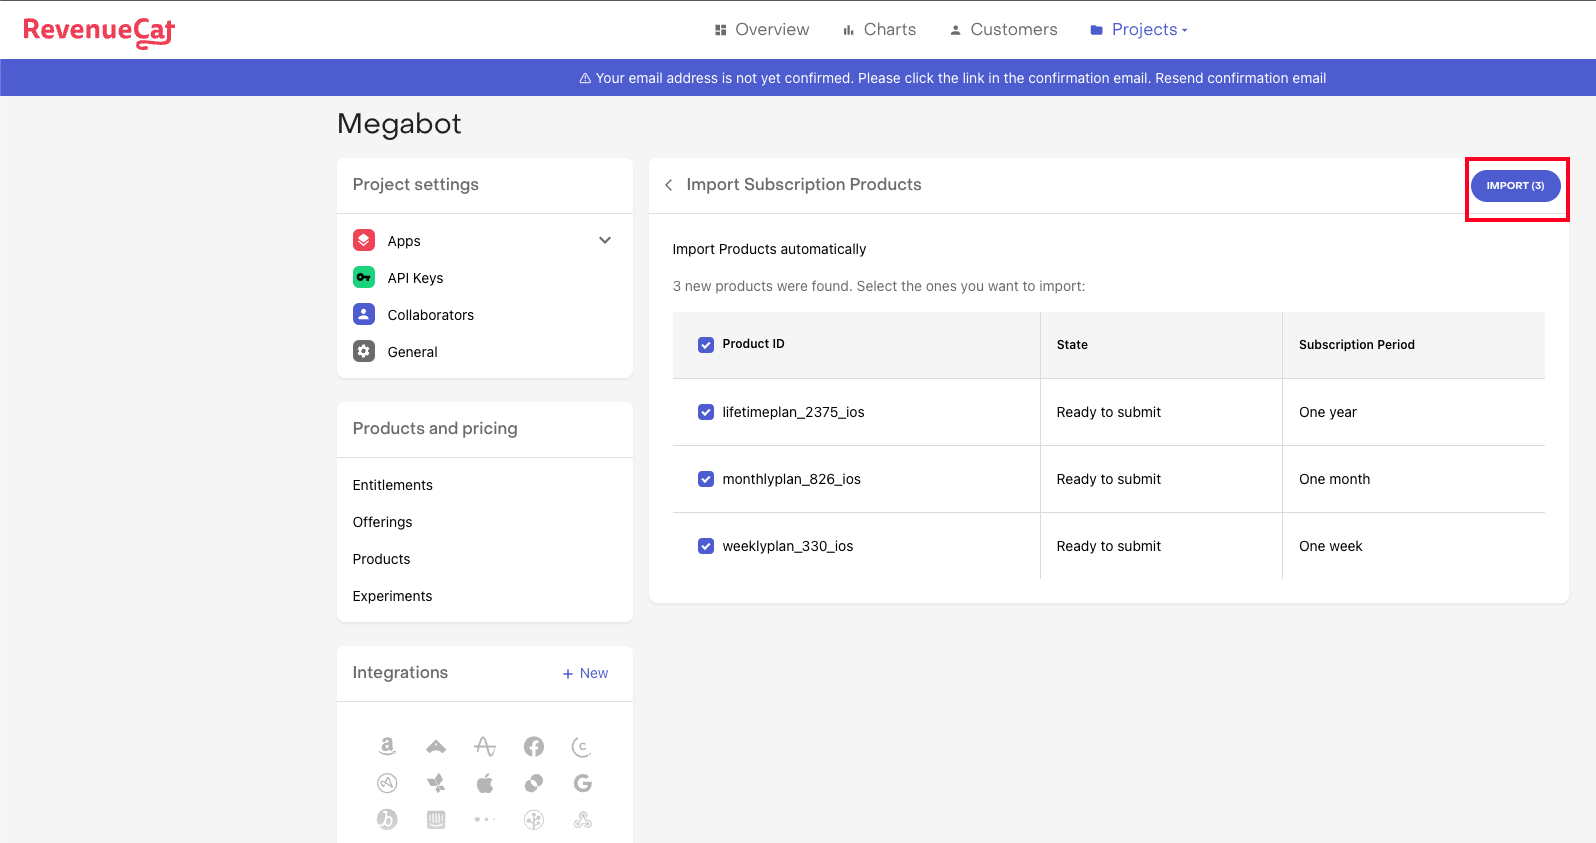 RevenueCat
Overview
Charts
Customers
Projects
Your email address is not yet confirmed. Please click the link in the confirmation email. Resend confirmation email
Megabot
Project settings
Apps
API Keys
Collaborators
General
Products and pricing
Entitlements
Offerings
Products
Experiments
Integrations
+ New
Import Subscription Products
IMPORT (3)
Import Products automatically
3 new products were found. Select the ones you want to import:
Product ID State Subscription Period
lifetimeplan_2375_ios Ready to submit One year
monthlyplan_826_ios Ready to submit One month
weeklyplan_330_ios Ready to submit One week